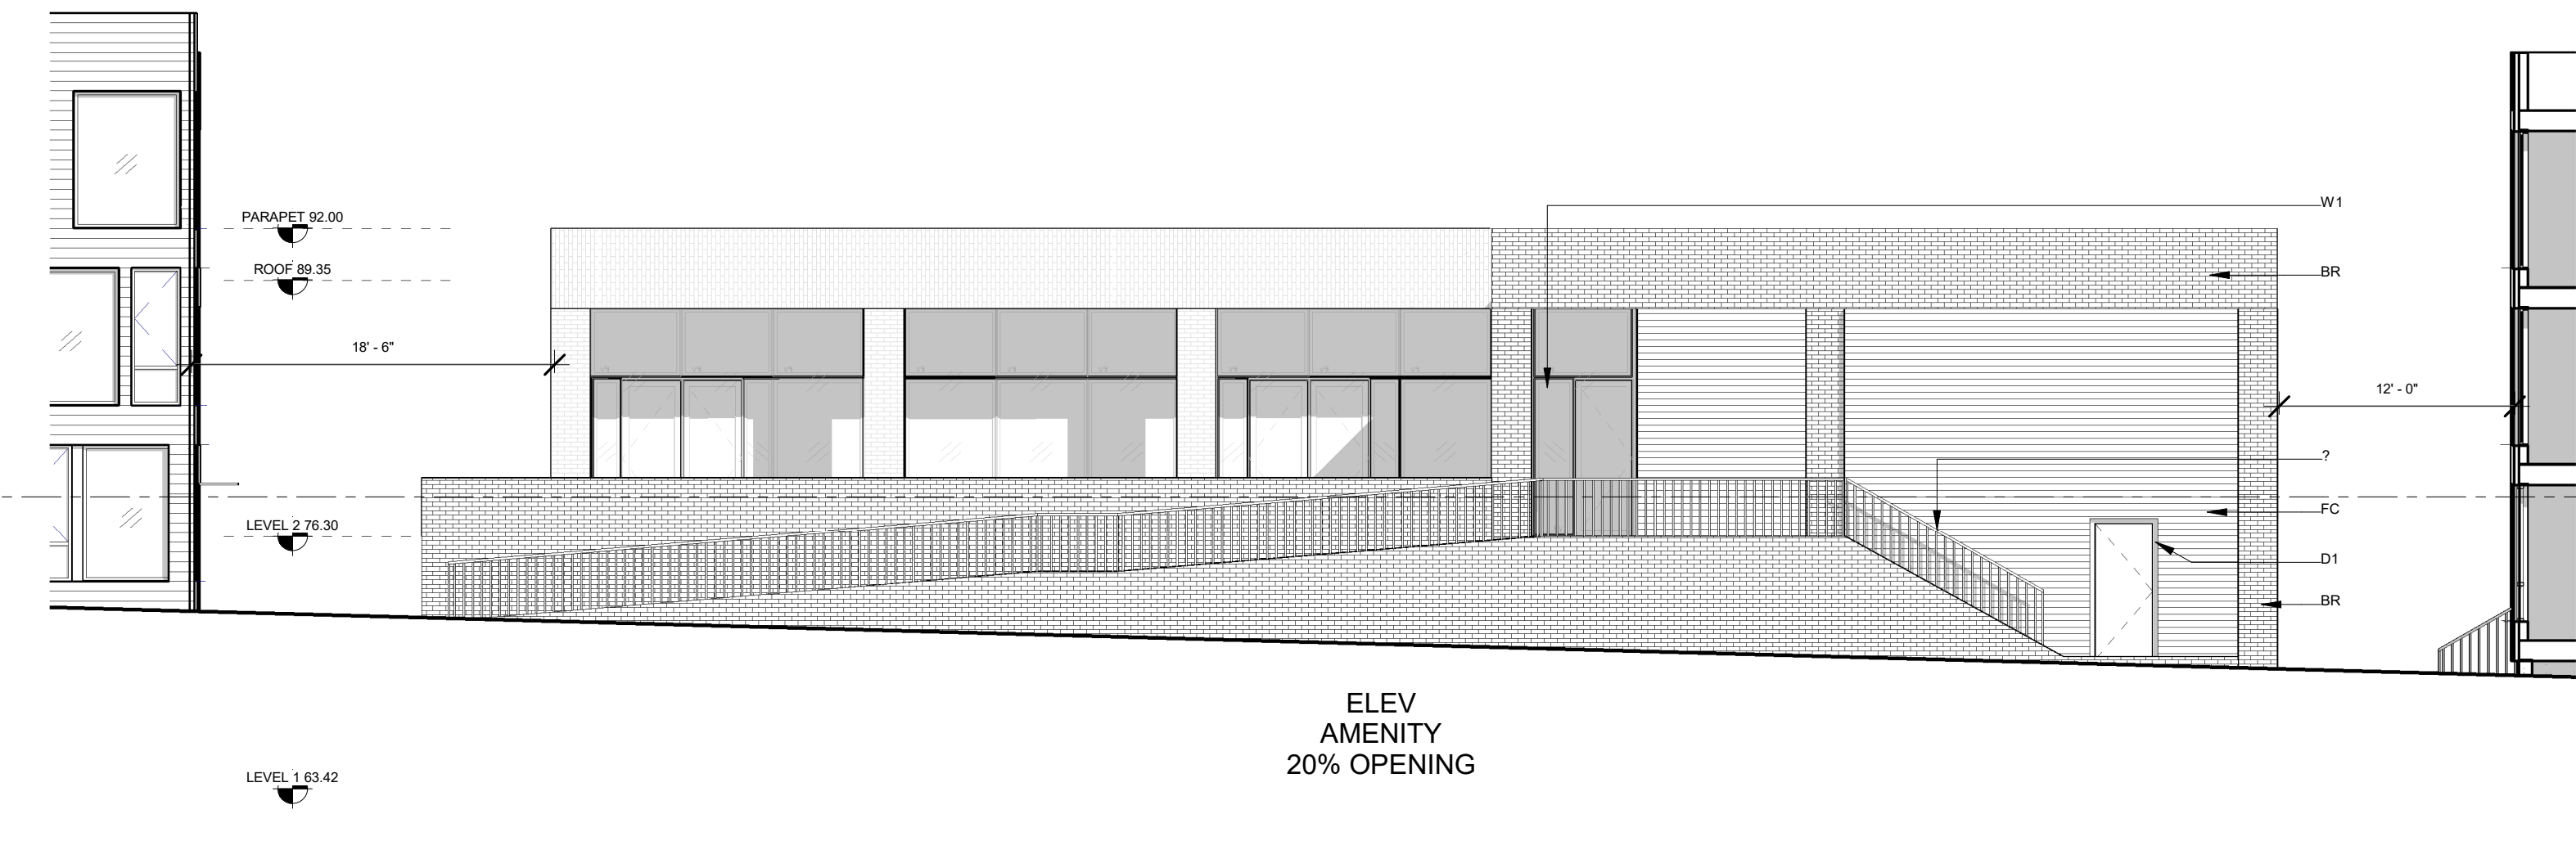 PARAPET 92.00
ROOF 89.35
18' - 6"
LEVEL 2 76.30
LEVEL 1 63.42
W1
BR
12' - 0"
?
FC
D1
BR
ELEV
AMENITY
20% OPENING